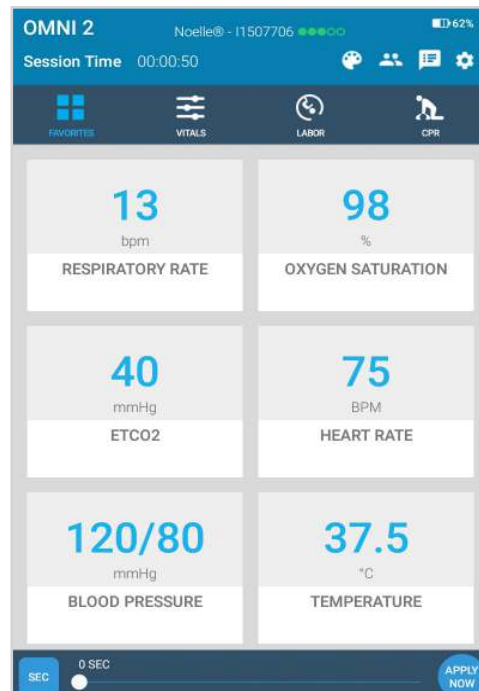 OMNI 2
Noelle® - I1507706
62%
Session Time 00:00:50
FAVORITES VITALS LABOR CPR
13 98
bpm %
RESPIRATORY RATE OXYGEN SATURATION
40 75
mmHg BPM
ETCO2 HEART RATE
120/80 37.5
mmHg °C
BLOOD PRESSURE TEMPERATURE
0 SEC
SEC
APPLY
NOW